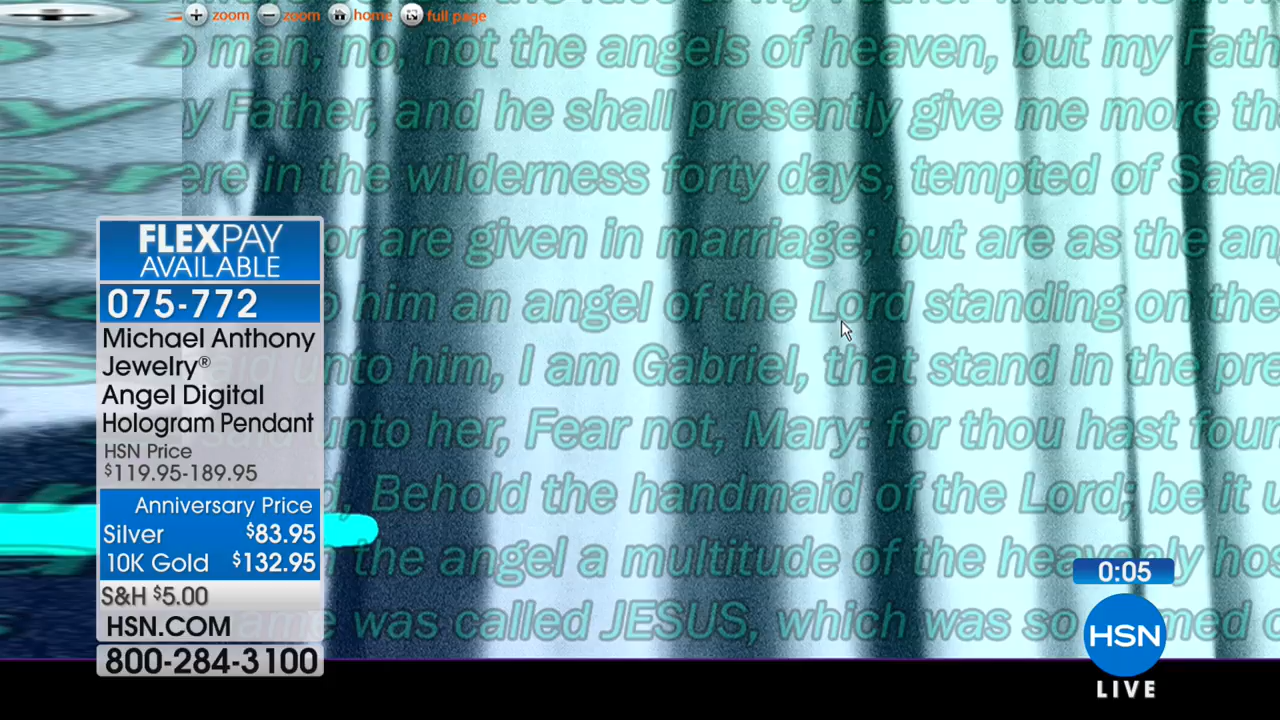 zoom zoom home full page
man, no, not the angels of heaven, but my Fath
y Father, and he shall presently give me more th
ere in the wilderness forty days, tempted of Sata
or are given in marriage; but are as the an
him an angel of the Lord standing on the
said unto him, I am Gabriel, that stand in the pre
said unto her, Fear not, Mary: for thou hast four
Behold the handmaid of the Lord; be it u
the angel a multitude of the heavenly hos
name was called JESUS, which was so med
FLEXPAY
AVAILABLE
075-772
Michael Anthony
Jewelry®
Angel Digital
Hologram Pendant
HSN Price
$119.95-189.95
Anniversary Price
Silver $83.95
10K Gold $132.95
S&H $5.00
HSN.COM
800-284-3100
0:05
HSN
LIVE